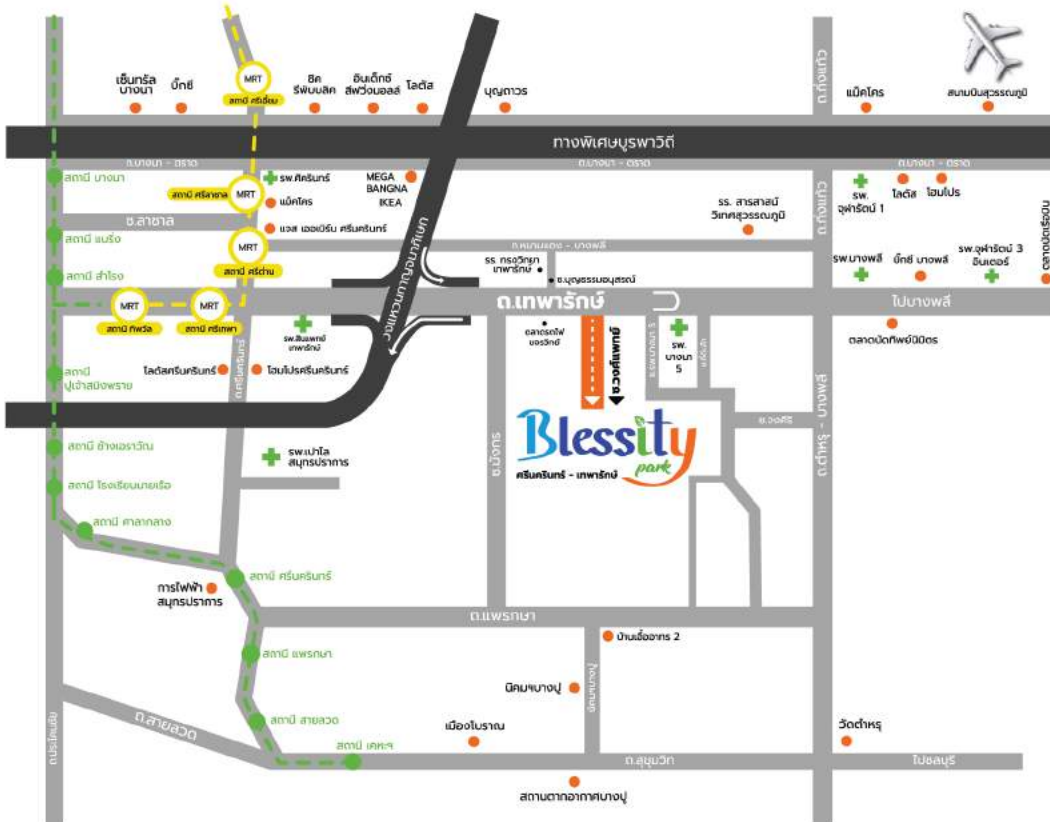 ถ.บางนา
MRT
สถานี ศรีเอี่ยม
เซ็นทรัล
บางนา
บิ๊กซี
ชิค
รีพับบลิค
อินเด็กซ์
ลีฟวิ่งมอลล์
โลตัส
บุญถาวร
แม็คโคร
สนามบินสุวรรณภูมิ
ทางพิเศษบูรพาวิถี
ถ.บางนา - ตราด
ถ.บางนา - ตราด
ถ.บางนา - ตราด
สถานี บางนา
MRT
สถานี ศรีลาซาล
รพ.ศิครินทร์
แม็คโคร
MEGA
BANGNA
IKEA
รพ.
จุฬารัตน์ 1
โลตัส
โฮมโปร
ซ.ลาซาล
แจส เออเบิร์น ศรีนครินทร์
รร. สารสาสน์
วิเทศสุวรรณภูมิ
สถานี แบริ่ง
MRT
สถานี ศรีด่าน
ถ.หนามแดง - บางพลี
รร. ทรงวิทยา
เทพารักษ์
ซ.บุญธรรมอนุสรณ์
รพ.บางพลี
บิ๊กซี บางพลี
รพ.จุฬารัตน์ 3
อินเตอร์
สถานี สำโรง
วงแหวนกาญจนาภิเษก
MRT
สถานี ทิพวัล
MRT
สถานี ศรีเทพา
ถ.เทพารักษ์
ไปบางพลี
รพ.สินแพทย์
เทพารักษ์
ตลาดรถไฟ
ซ.รพ.บางนา 5
รพ.
บางนา
5
ตลาดนัดทิพย์นิมิตร
สถานี
ปู่เจ้าสมิงพราย
โลตัสศรีนครินทร์
โฮมโปรศรีนครินทร์
ถ.ศรีนครินทร์
Blessity
park
ศรีนครินทร์ - เทพารักษ์
ซ.มังกร
สถานี ช้างเอราวัณ
รพ.เปาโล
สมุทรปราการ
สถานี โรงเรียนนายเรือ
สถานี ศาลากลาง
สถานี ศรีนครินทร์
การไฟฟ้า
สมุทรปราการ
ถ.แพรกษา
สถานี แพรกษา
บ้านเอื้ออาทร 2
นิคมฯบางปู
สถานี สายลวด
ถ.สายลวด
เมืองโบราณ
วัดตำหรุ
สถานี เคหะฯ
ถ.สุขุมวิท
ไปชลบุรี
สถานตากอากาศบางปู